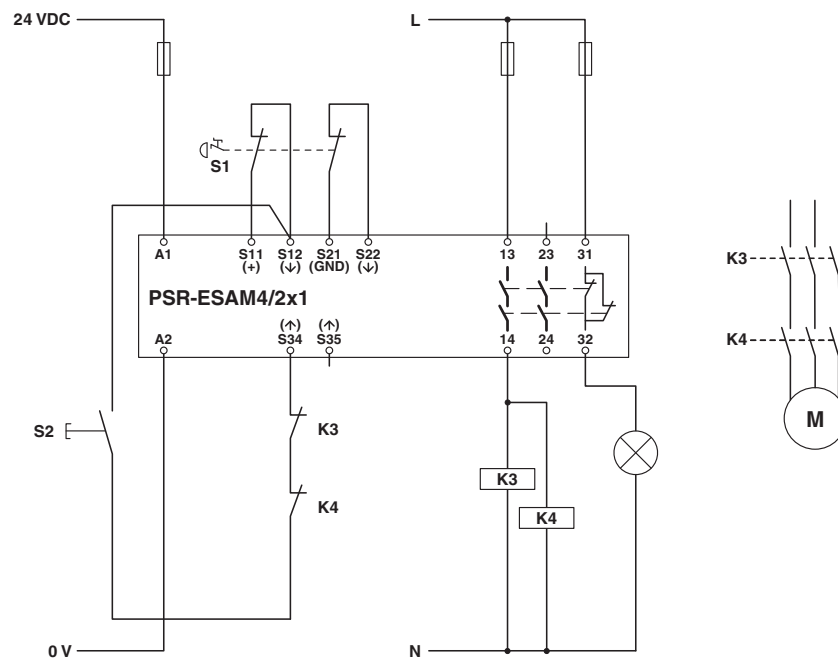 24 VDC
L
S1
A1
S11
(+)
S12
(↓)
S21
(GND)
S22
(↓)
13
23
31
PSR-ESAM4/2x1
A2
(↑)
S34
(↑)
S35
14
24
32
K3
K4
M
S2
K3
K4
K3
K4
0 V
N